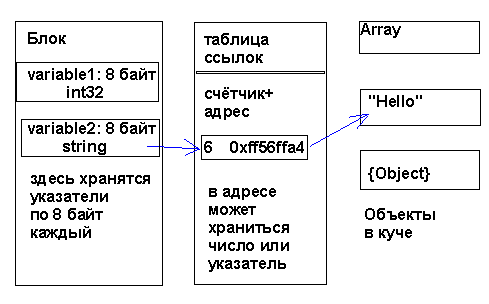 Блок
variable1: 8 байт
int32
variable2: 8 байт
string
здесь хранятся
указатели
по 8 байт
каждый
таблица
ссылок
счётчик+
адрес
6 0xff56ffa4
в адресе
может
храниться
число или
указатель
Array
"Hello"
{Object}
Объекты
в куче